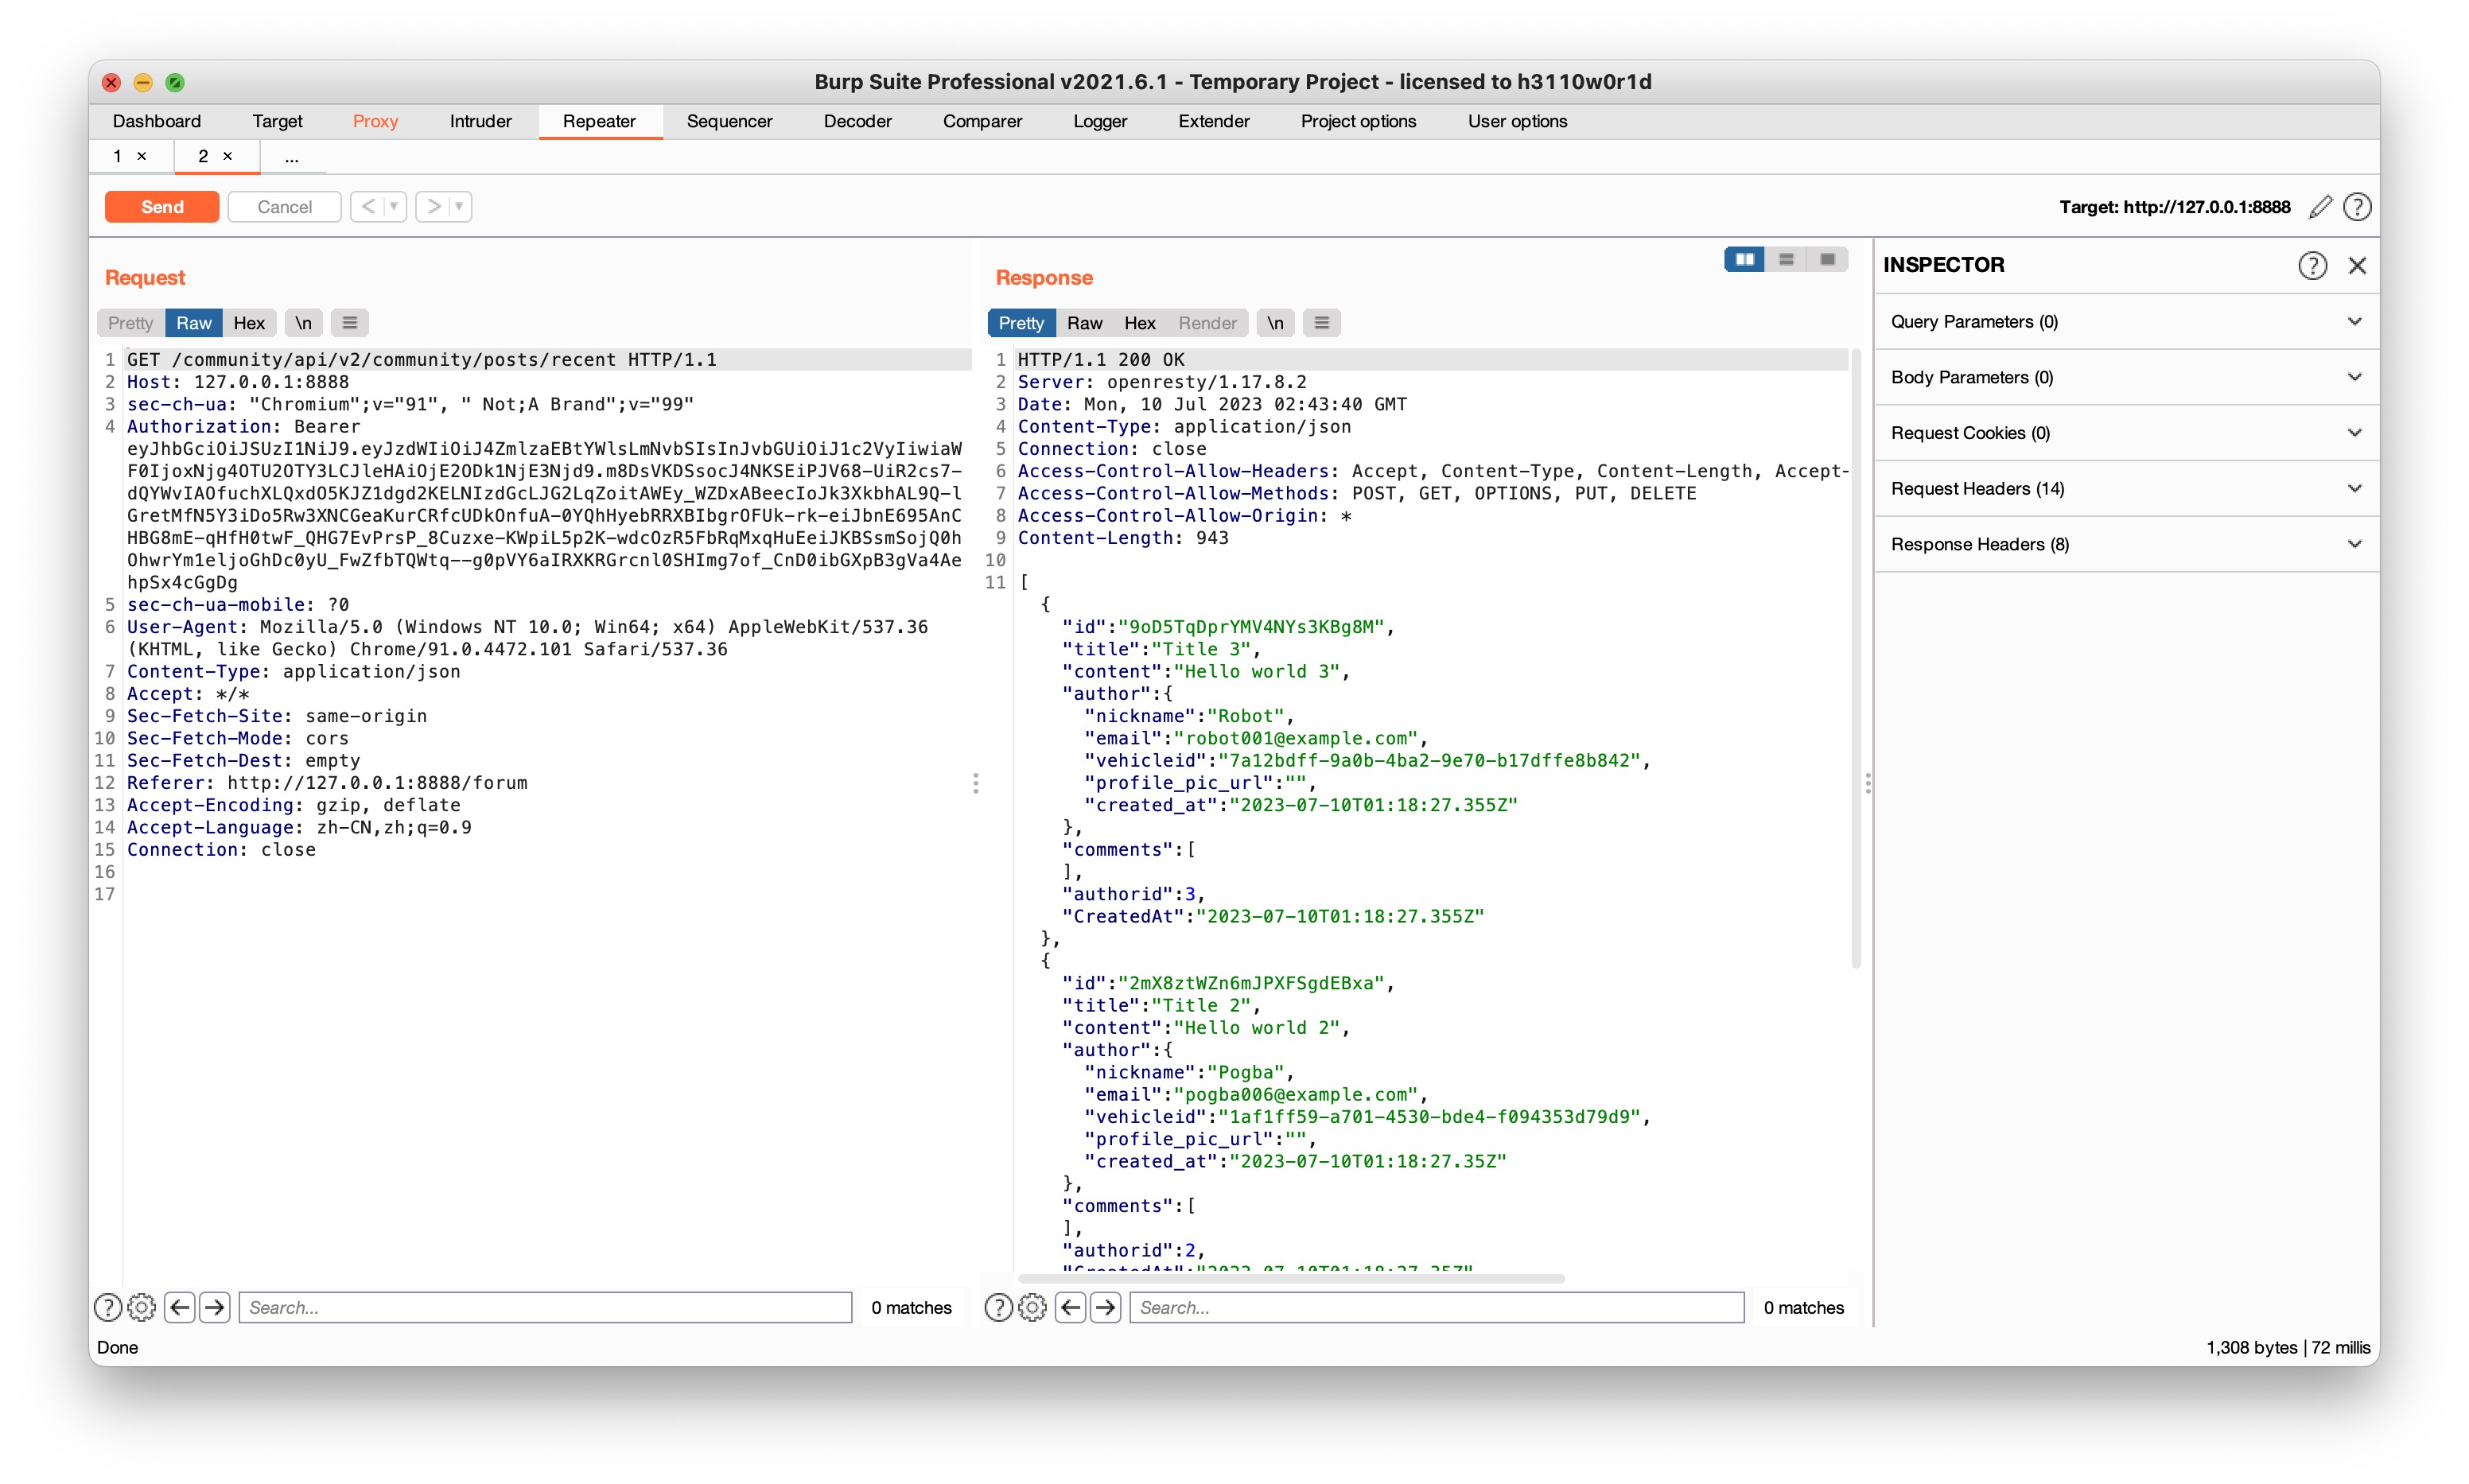 Burp Suite Professional v2021.6.1 - Temporary Project - licensed to h3110w0r1d
Dashboard Target Proxy Intruder Repeater Sequencer Decoder Comparer Logger Extender Project options User options
1 × 2 × ...
Send Cancel < > Target: http://127.0.0.1:8888 ?
Request
Pretty Raw Hex \n
1 GET /community/api/v2/community/posts/recent HTTP/1.1
2 Host: 127.0.0.1:8888
3 sec-ch-ua: "Chromium";v="91", " Not;A Brand";v="99"
4 Authorization: Bearer
eyJhbGciOiJSUzI1NiJ9.eyJzdWIiOiJ4ZmlzaEBtYWlsLmNvbSIsInJvbGUiOiJ1c2VyIiwiaW
F0IjoxNjg4OTU2OTY3LCJleHAiOjE2ODk1NjE3Njd9.m8DsVKDSsocJ4NKSEiPJV68-UiR2cs7-
dQYWvIAOfuchXLQxdO5KJZ1dgd2KELNIzdGcLJG2LqZoitAWEy_WZDxABeecIoJk3XkbhAL9Q-l
GretMfN5Y3iDo5Rw3XNCGeaKurCRfcUDkOnfuA-0YQhHyebRRXBIbgrOFUk-rk-eiJbnE695AnC
HBG8mE-qHfH0twF_QHG7EvPrsP_8Cuzxe-KWpiL5p2K-wdcOzR5FbRqMxqHuEeiJKBSsmSojQ0h
OhwrYm1eljoGhDc0yU_FwZfbTQWtq--g0pVY6aIRXKRGrcnl0SHImg7of_CnD0ibGXpB3gVa4Ae
hpSx4cGgDg
5 sec-ch-ua-mobile: ?0
6 User-Agent: Mozilla/5.0 (Windows NT 10.0; Win64; x64) AppleWebKit/537.36
(KHTML, like Gecko) Chrome/91.0.4472.101 Safari/537.36
7 Content-Type: application/json
8 Accept: */*
9 Sec-Fetch-Site: same-origin
10 Sec-Fetch-Mode: cors
11 Sec-Fetch-Dest: empty
12 Referer: http://127.0.0.1:8888/forum
13 Accept-Encoding: gzip, deflate
14 Accept-Language: zh-CN,zh;q=0.9
15 Connection: close
16
17
? Search... 0 matches
Response
Pretty Raw Hex Render \n
1 HTTP/1.1 200 OK
2 Server: openresty/1.17.8.2
3 Date: Mon, 10 Jul 2023 02:43:40 GMT
4 Content-Type: application/json
5 Connection: close
6 Access-Control-Allow-Headers: Accept, Content-Type, Content-Length, Accept-
7 Access-Control-Allow-Methods: POST, GET, OPTIONS, PUT, DELETE
8 Access-Control-Allow-Origin: *
9 Content-Length: 943
10
11 [
{
"id":"9oD5TqDprYMV4NYs3KBg8M",
"title":"Title 3",
"content":"Hello world 3",
"author":{
"nickname":"Robot",
"email":"robot001@example.com",
"vehicleid":"7a12bdff-9a0b-4ba2-9e70-b17dffe8b842",
"profile_pic_url":"",
"created_at":"2023-07-10T01:18:27.355Z"
},
"comments":[
],
"authorid":3,
"CreatedAt":"2023-07-10T01:18:27.355Z"
},
{
"id":"2mX8ztWZn6mJPXFSgdEBxa",
"title":"Title 2",
"content":"Hello world 2",
"author":{
"nickname":"Pogba",
"email":"pogba006@example.com",
"vehicleid":"1af1ff59-a701-4530-bde4-f094353d79d9",
"profile_pic_url":"",
"created_at":"2023-07-10T01:18:27.35Z"
},
"comments":[
],
"authorid":2,
"CreatedAt":"2023-07-10T01:18:27.35Z"
? Search... 0 matches
INSPECTOR ?
Query Parameters (0)
Body Parameters (0)
Request Cookies (0)
Request Headers (14)
Response Headers (8)
Done 1,308 bytes | 72 millis